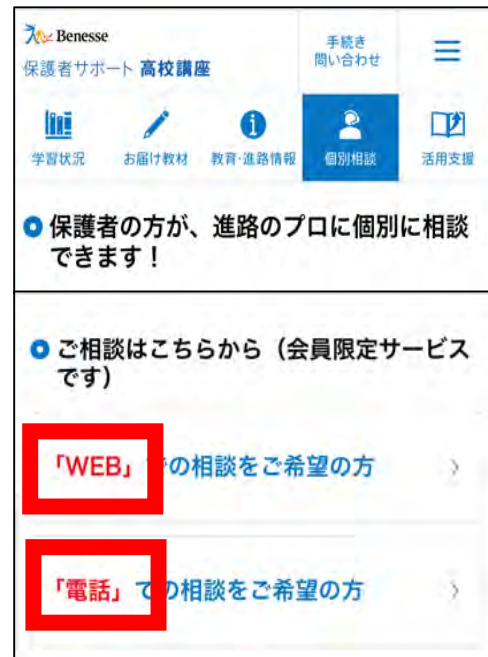 Benesse
保護者サポート 高校講座
手続き
問い合わせ
学習状況
お届け教材
教育・進路情報
個別相談
活用支援
保護者の方が、進路のプロに個別に相談
できます！
ご相談はこちらから（会員限定サービス
です）
「WEB」での相談をご希望の方
「電話」での相談をご希望の方